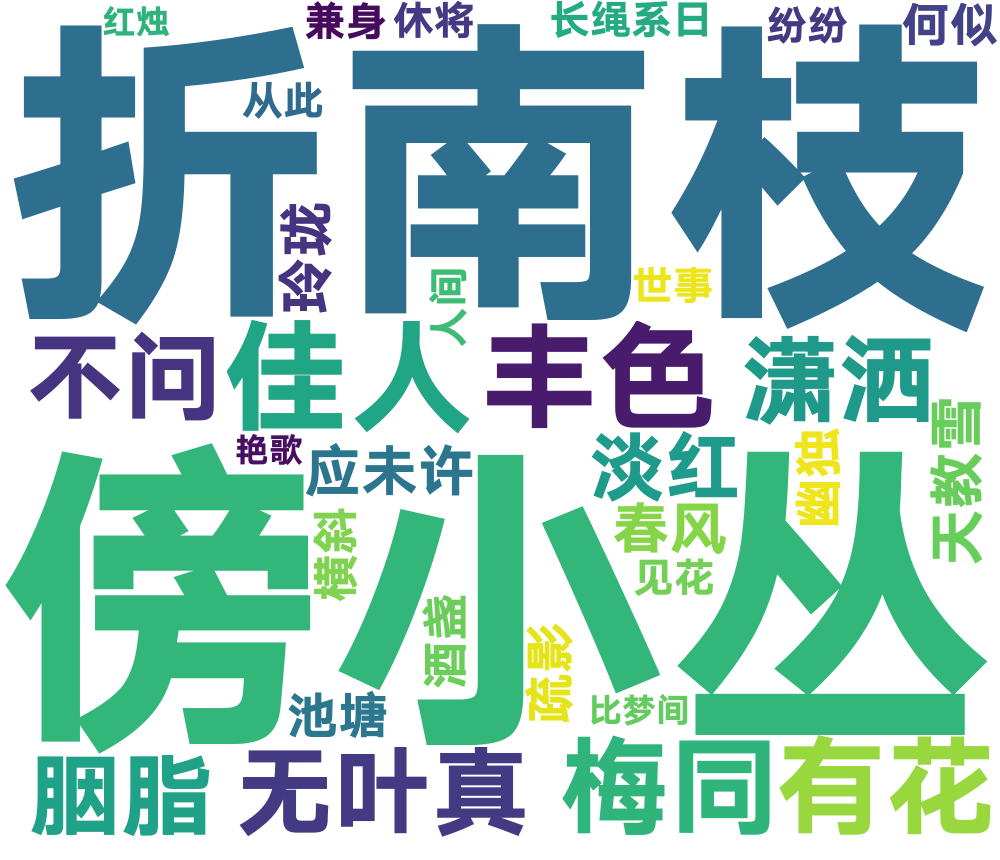 红烛
兼身
休将
长绳系日
纷纷
何似
从此
折南枝
玲珑
人间
世事
不问
佳人
丰色
潇洒
艳歌
应未许
淡红
幽独
天教雪
傍小丛
横斜
春风
见花
酒盏
疏影
池塘
比梦间
胭脂
无叶真
梅同
有花